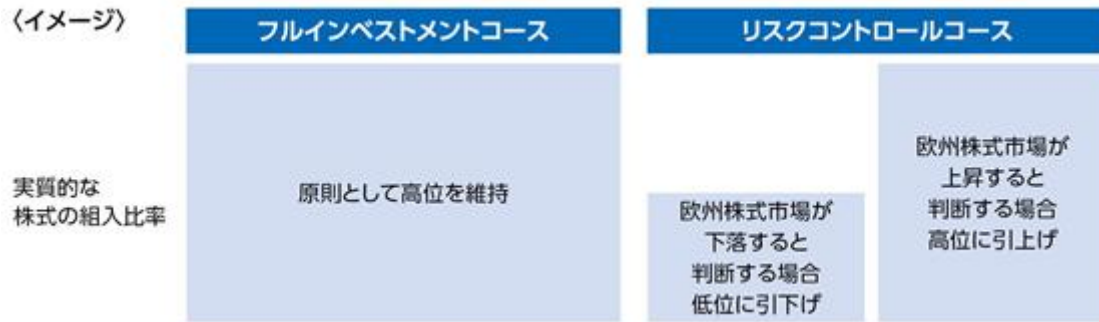 〈イメージ〉
フルインベストメントコース
リスクコントロールコース
実質的な
株式の組入比率
原則として高位を維持
欧州株式市場が
下落すると
判断する場合
低位に引下げ
欧州株式市場が
上昇すると
判断する場合
高位に引上げ